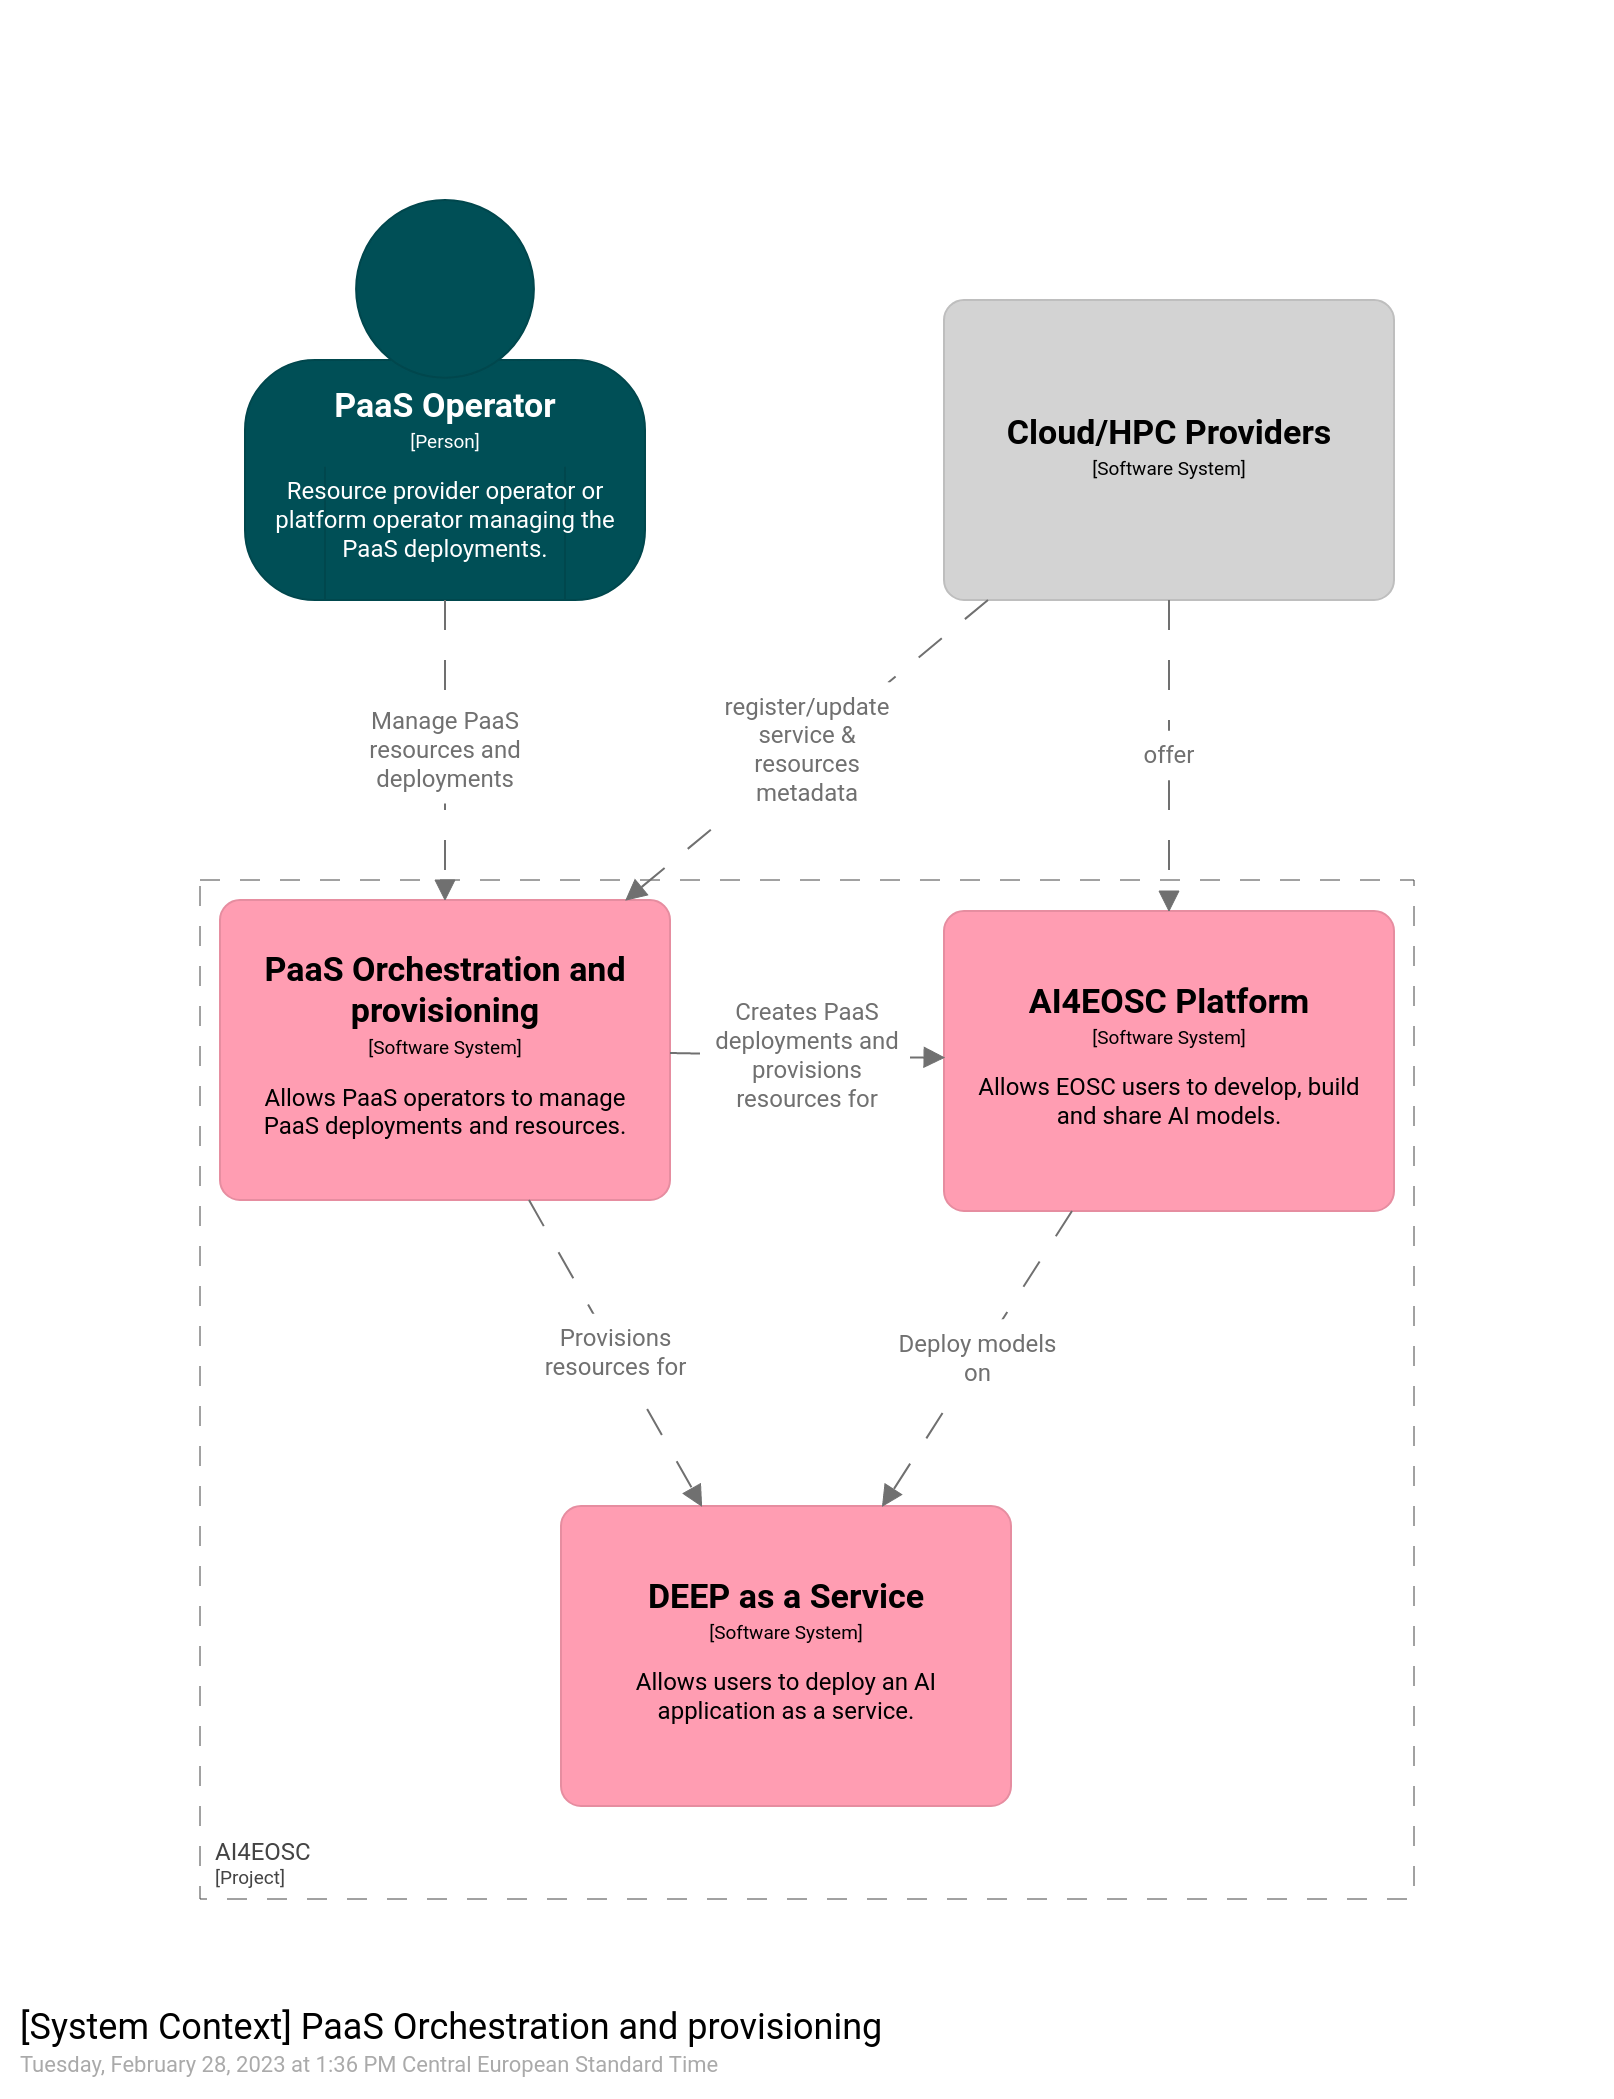 PaaS Operator
[Person]
Resource provider operator or
platform operator managing the
PaaS deployments.
Cloud/HPC Providers
[Software System]
Manage PaaS
resources and
deployments
register/update
service &
resources
metadata
offer
PaaS Orchestration and
provisioning
[Software System]
Allows PaaS operators to manage
PaaS deployments and resources.
Creates PaaS
deployments and
provisions
resources for
AI4EOSC Platform
[Software System]
Allows EOSC users to develop, build
and share AI models.
Provisions
resources for
Deploy models
on
DEEP as a Service
[Software System]
Allows users to deploy an AI
application as a service.
AI4EOSC
[Project]
[System Context] PaaS Orchestration and provisioning
Tuesday, February 28, 2023 at 1:36 PM Central European Standard Time